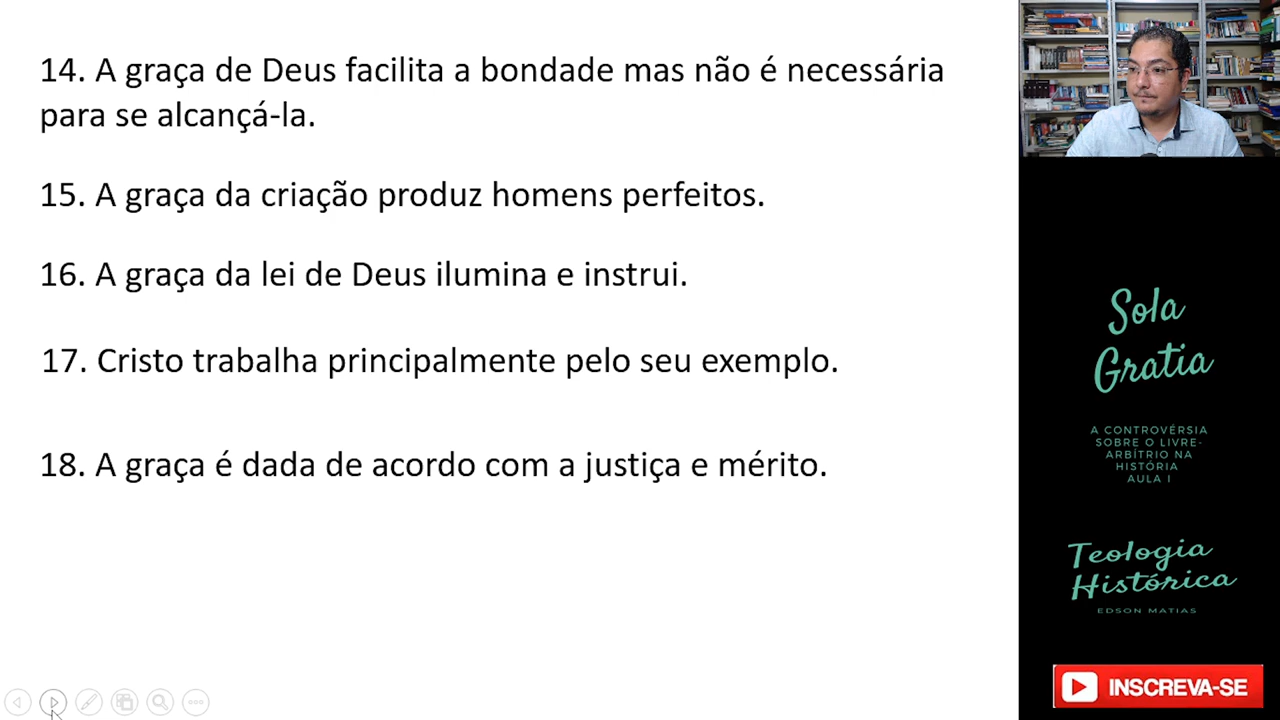 14. A graça de Deus facilita a bondade mas não é necessária
para se alcançá-la.
15. A graça da criação produz homens perfeitos.
16. A graça da lei de Deus ilumina e instrui.
17. Cristo trabalha principalmente pelo seu exemplo.
18. A graça é dada de acordo com a justiça e mérito.
Sola
Gratia
A CONTROVÉRSIA
SOBRE O LIVRE-
ARBÍTRIO NA
HISTÓRIA
AULA I
Teologia
Histórica
EDSON MATIAS
INSCREVA-SE